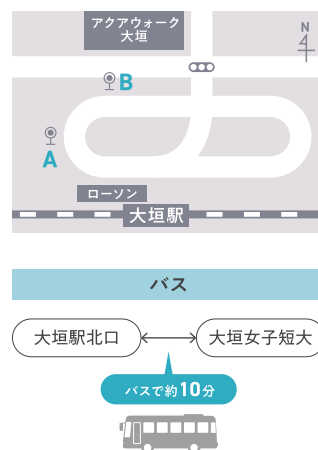 アクアウォーク
大垣
N
B
A
ローソン
大垣駅
バス
大垣駅北口
大垣女子短大
バスで約10分